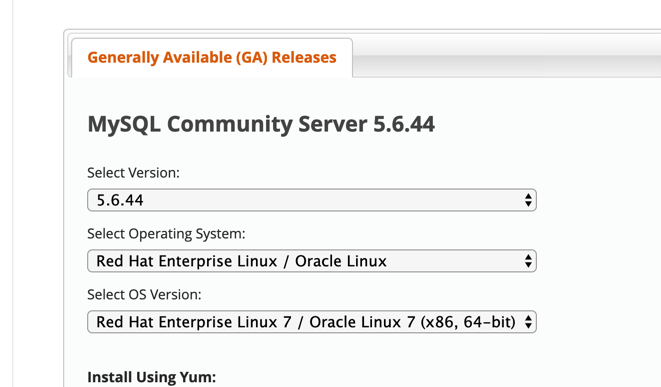 Generally Available (GA) Releases
MySQL Community Server 5.6.44
Select Version:
5.6.44
Select Operating System:
Red Hat Enterprise Linux / Oracle Linux
Select OS Version:
Red Hat Enterprise Linux 7 / Oracle Linux 7 (x86, 64-bit)
Install Using Yum: